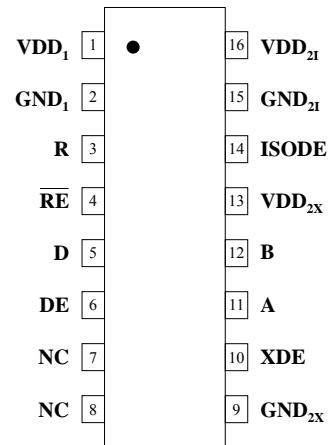 VDD1 1 16 VDD2I
GND1 2 15 GND2I
R 3 14 ISODE
R̅E̅ 4 13 VDD2X
D 5 12 B
DE 6 11 A
NC 7 10 XDE
NC 8 9 GND2X